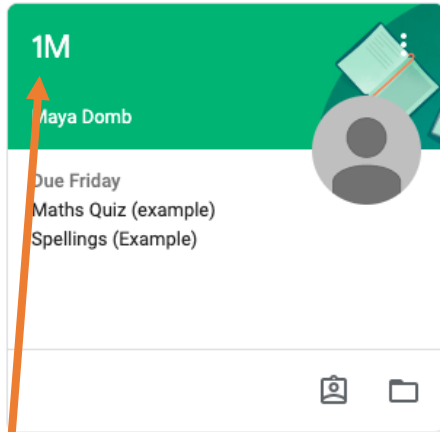 1M
Maya Domb
Due Friday
Maths Quiz (example)
Spellings (Example)